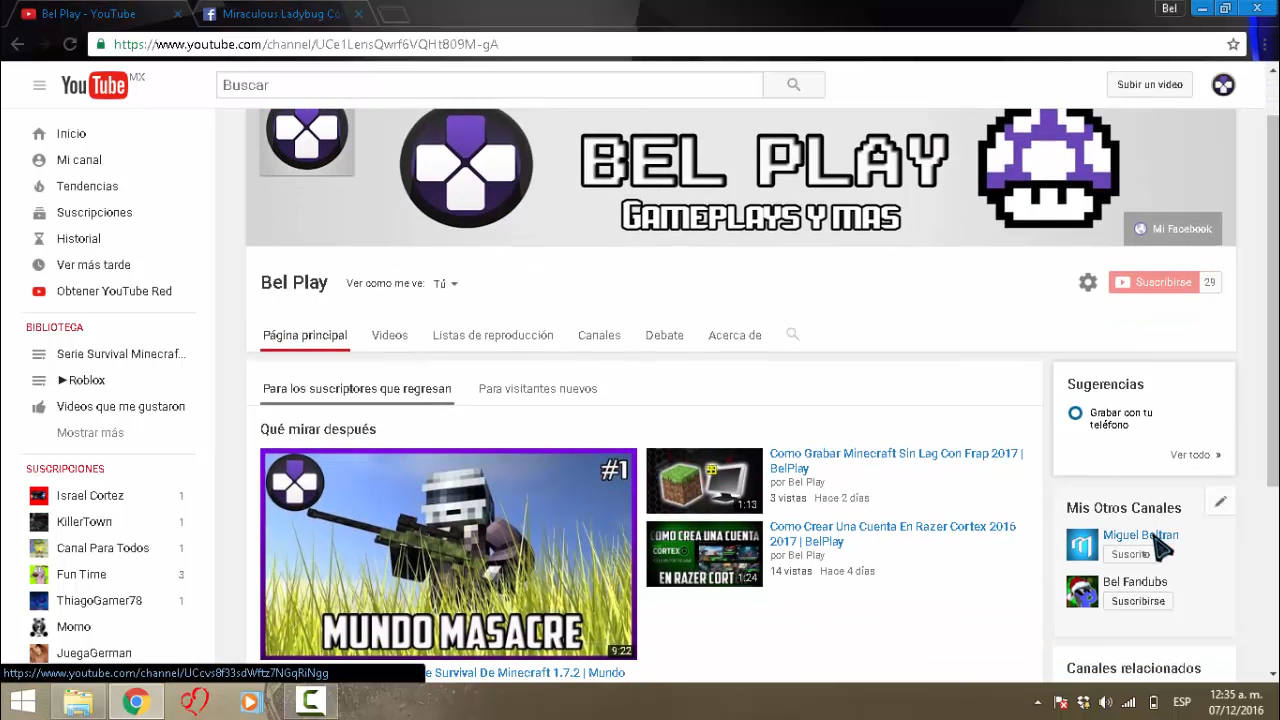 Bel Play - YouTube
Miraculous Ladybug Có
Bel
https://www.youtube.com/channel/UCe1LensQwrf6VQHt809M-gA
YouTube MX
Buscar
Subir un video
Inicio
Mi canal
Tendencias
Suscripciones
Historial
Ver más tarde
Obtener YouTube Red
BIBLIOTECA
Serie Survival Minecraf...
►Roblox
Videos que me gustaron
Mostrar más
SUSCRIPCIONES
Israel Cortez 1
KillerTown 1
Canal Para Todos 1
Fun Time 3
ThiagoGamer78 1
Momo
JuegaGerman
BEL PLAY
GAMEPLAYS Y MAS
Mi Facebook
Bel Play
Ver como me ve: Tú
Suscribirse 29
Página principal
Videos
Listas de reproducción
Canales
Debate
Acerca de
Para los suscriptores que regresan
Para visitantes nuevos
Qué mirar después
#1
MUNDO MASACRE
9:22
e Survival De Minecraft 1.7.2 | Mundo
1:13
Como Grabar Minecraft Sin Lag Con Frap 2017 |
BelPlay
por Bel Play
3 vistas Hace 2 días
COMO CREA UNA CUENTA
CORTEX
EN RAZER CORT
1:24
Como Crear Una Cuenta En Razer Cortex 2016
2017 | BelPlay
por Bel Play
14 vistas Hace 4 días
Sugerencias
Grabar con tu
teléfono
Ver todo »
Mis Otros Canales
Miguel Beltran
Suscrito
Bel Fandubs
Suscribirse
Canales relacionados
https://www.youtube.com/channel/UCcvs8f33sdWftz7NGqRiNgg
ESP
12:35 a.m.
07/12/2016